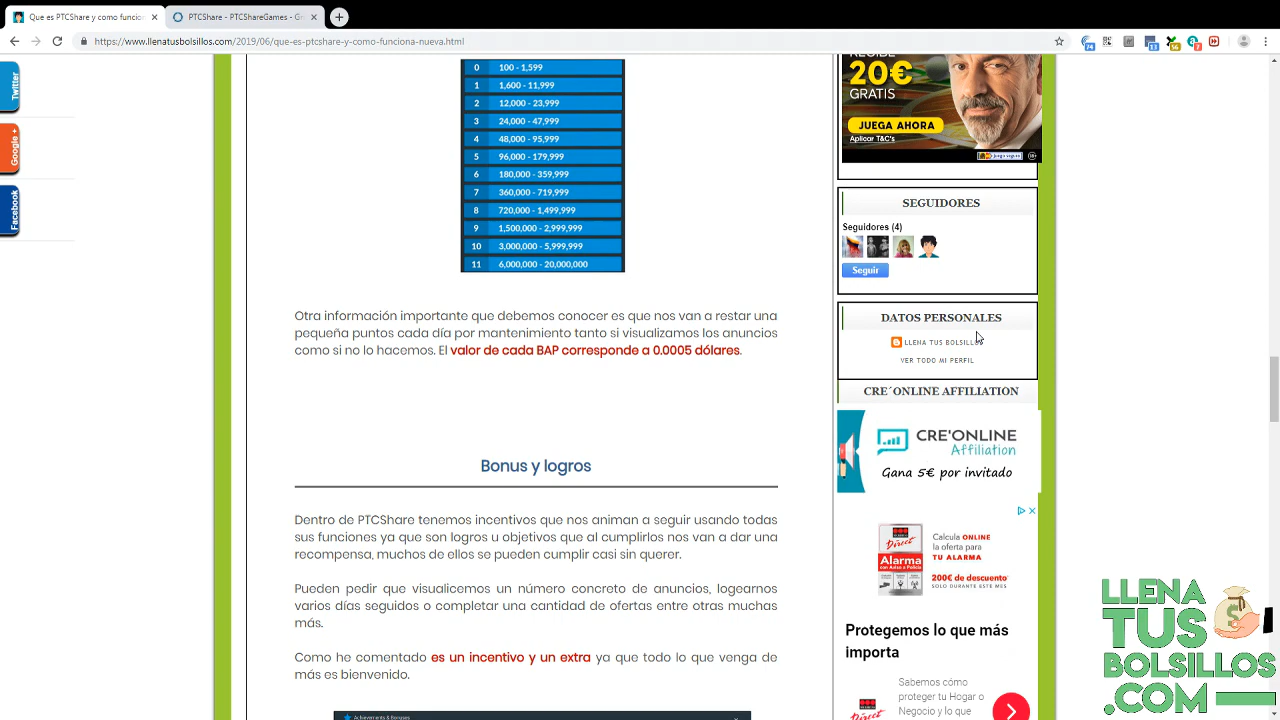 Que es PTCShare y como funcio
PTCShare - PTCShareGames - G
https://www.llenatusbolsillos.com/2019/06/que-es-ptcshare-y-como-funciona-nueva.html
Twitter
Google +
Facebook
0 100 - 1,599
1 1,600 - 11,999
2 12,000 - 23,999
3 24,000 - 47,999
4 48,000 - 95,999
5 96,000 - 179,999
6 180,000 - 359,999
7 360,000 - 719,999
8 720,000 - 1,499,999
9 1,500,000 - 2,999,999
10 3,000,000 - 5,999,999
11 6,000,000 - 20,000,000
Otra información importante que debemos conocer es que nos van a restar una
pequeña puntos cada día por mantenimiento tanto si visualizamos los anuncios
como si no lo hacemos. El valor de cada BAP corresponde a 0.0005 dólares.
Bonus y logros
Dentro de PTCShare tenemos incentivos que nos animan a seguir usando todas
sus funciones ya que son logros u objetivos que al cumplirlos nos van a dar una
recompensa, muchos de ellos se pueden cumplir casi sin querer.
Pueden pedir que visualicemos un número concreto de anuncios, logearnos
varios días seguidos o completar una cantidad de ofertas entre otras muchas
más.
Como he comentado es un incentivo y un extra ya que todo lo que venga de
más es bienvenido.
Achievements & Bonuses
20€
GRATIS
JUEGA AHORA
Aplicar T&C's
SEGUIDORES
Seguidores (4)
Seguir
DATOS PERSONALES
LLENA TUS BOLSILLOS
VER TODO MI PERFIL
CRE´ONLINE AFFILIATION
CRE'ONLINE
Affiliation
Gana 5€ por invitado
Direct
Alarma
con Aviso a Policía
Calcula ONLINE
la oferta para
TU ALARMA
200€ de descuento
SOLO DURANTE ESTE MES
Protegemos lo que más
importa
Sabemos cómo
proteger tu Hogar o
Negocio y lo que
Direct
LLENA
TUS
BOLSILLOS
.COM